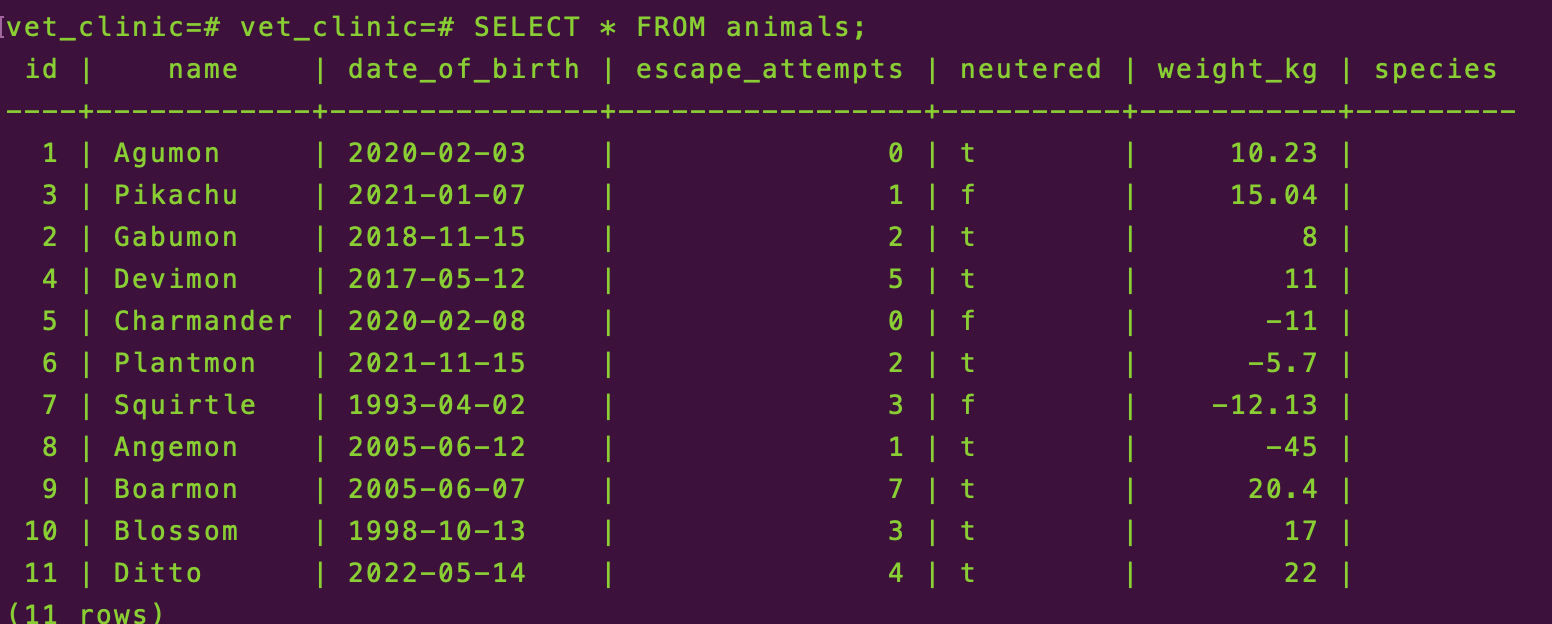 vet_clinic=# vet_clinic=# SELECT * FROM animals;
 id |    name    | date_of_birth | escape_attempts | neutered | weight_kg | species
----+------------+---------------+-----------------+----------+-----------+---------
  1 | Agumon     | 2020-02-03    |               0 | t        |     10.23 |
  3 | Pikachu    | 2021-01-07    |               1 | f        |     15.04 |
  2 | Gabumon    | 2018-11-15    |               2 | t        |         8 |
  4 | Devimon    | 2017-05-12    |               5 | t        |        11 |
  5 | Charmander | 2020-02-08    |               0 | f        |       -11 |
  6 | Plantmon   | 2021-11-15    |               2 | t        |      -5.7 |
  7 | Squirtle   | 1993-04-02    |               3 | f        |    -12.13 |
  8 | Angemon    | 2005-06-12    |               1 | t        |       -45 |
  9 | Boarmon    | 2005-06-07    |               7 | t        |      20.4 |
 10 | Blossom    | 1998-10-13    |               3 | t        |        17 |
 11 | Ditto      | 2022-05-14    |               4 | t        |        22 |
(11 rows)